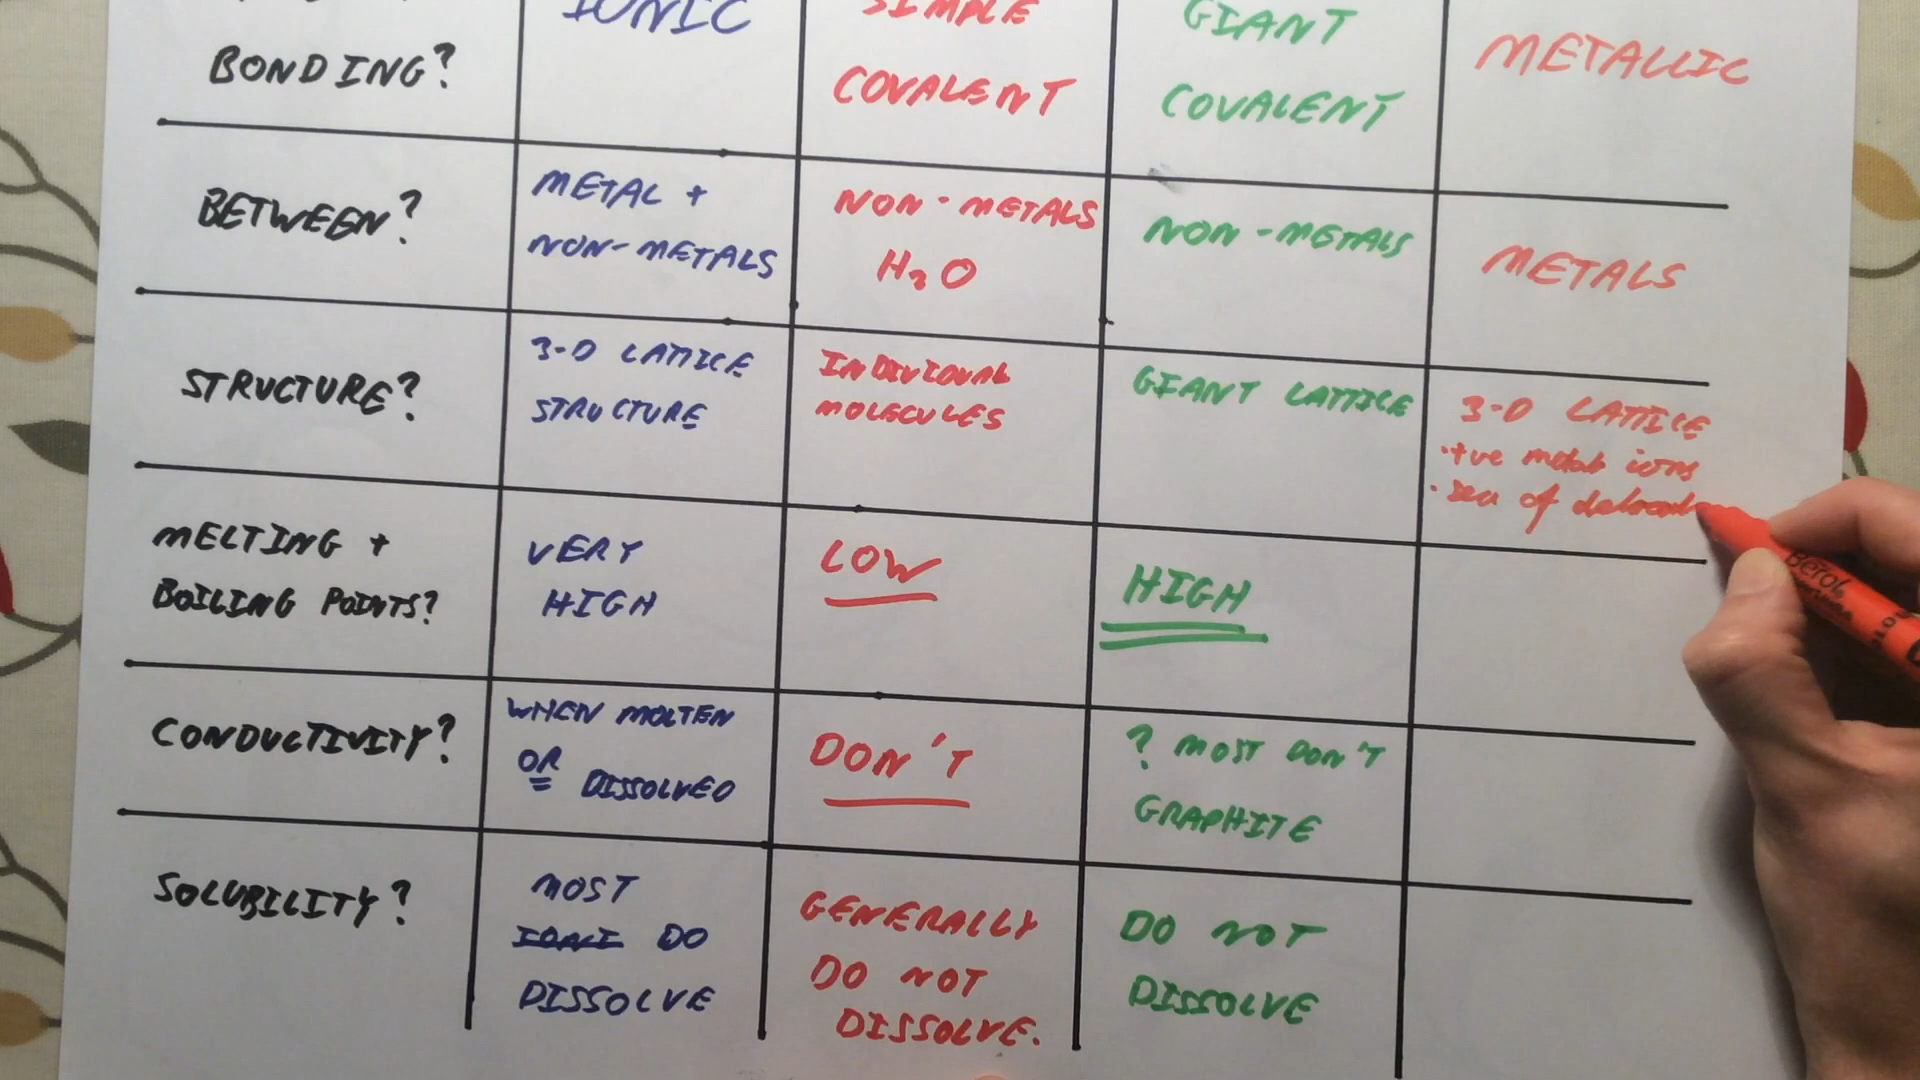 BONDING?
IONIC
SIMPLE
COVALENT
GIANT
COVALENT
METALLIC
BETWEEN?
METAL +
NON-METALS
NON-METALS
H2O
NON-METALS
METALS
STRUCTURE?
3-D LATTICE
STRUCTURE
INDIVIDUAL
MOLECULES
GIANT LATTICE
3-D LATTICE
·+ve metal ions
·sea of
MELTING +
BOILING POINTS?
VERY
HIGH
LOW
HIGH
CONDUCTIVITY?
WHEN MOLTEN
OR DISSOLVED
DON'T
? MOST DON'T
GRAPHITE
SOLUBILITY?
MOST
DO
DISSOLVE
GENERALLY
DO NOT
DISSOLVE.
DO NOT
DISSOLVE
Berol